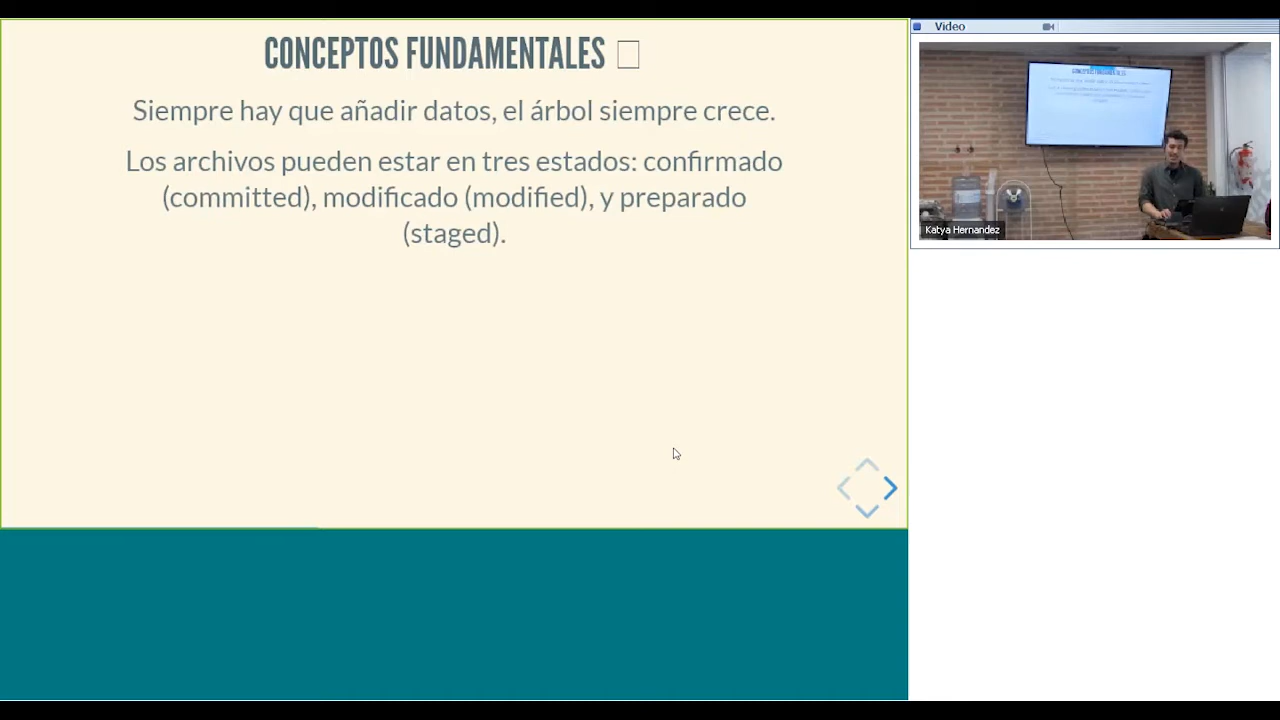 CONCEPTOS FUNDAMENTALES
Siempre hay que añadir datos, el árbol siempre crece.
Los archivos pueden estar en tres estados: confirmado
(committed), modificado (modified), y preparado
(staged).
Video
Katya Hernandez